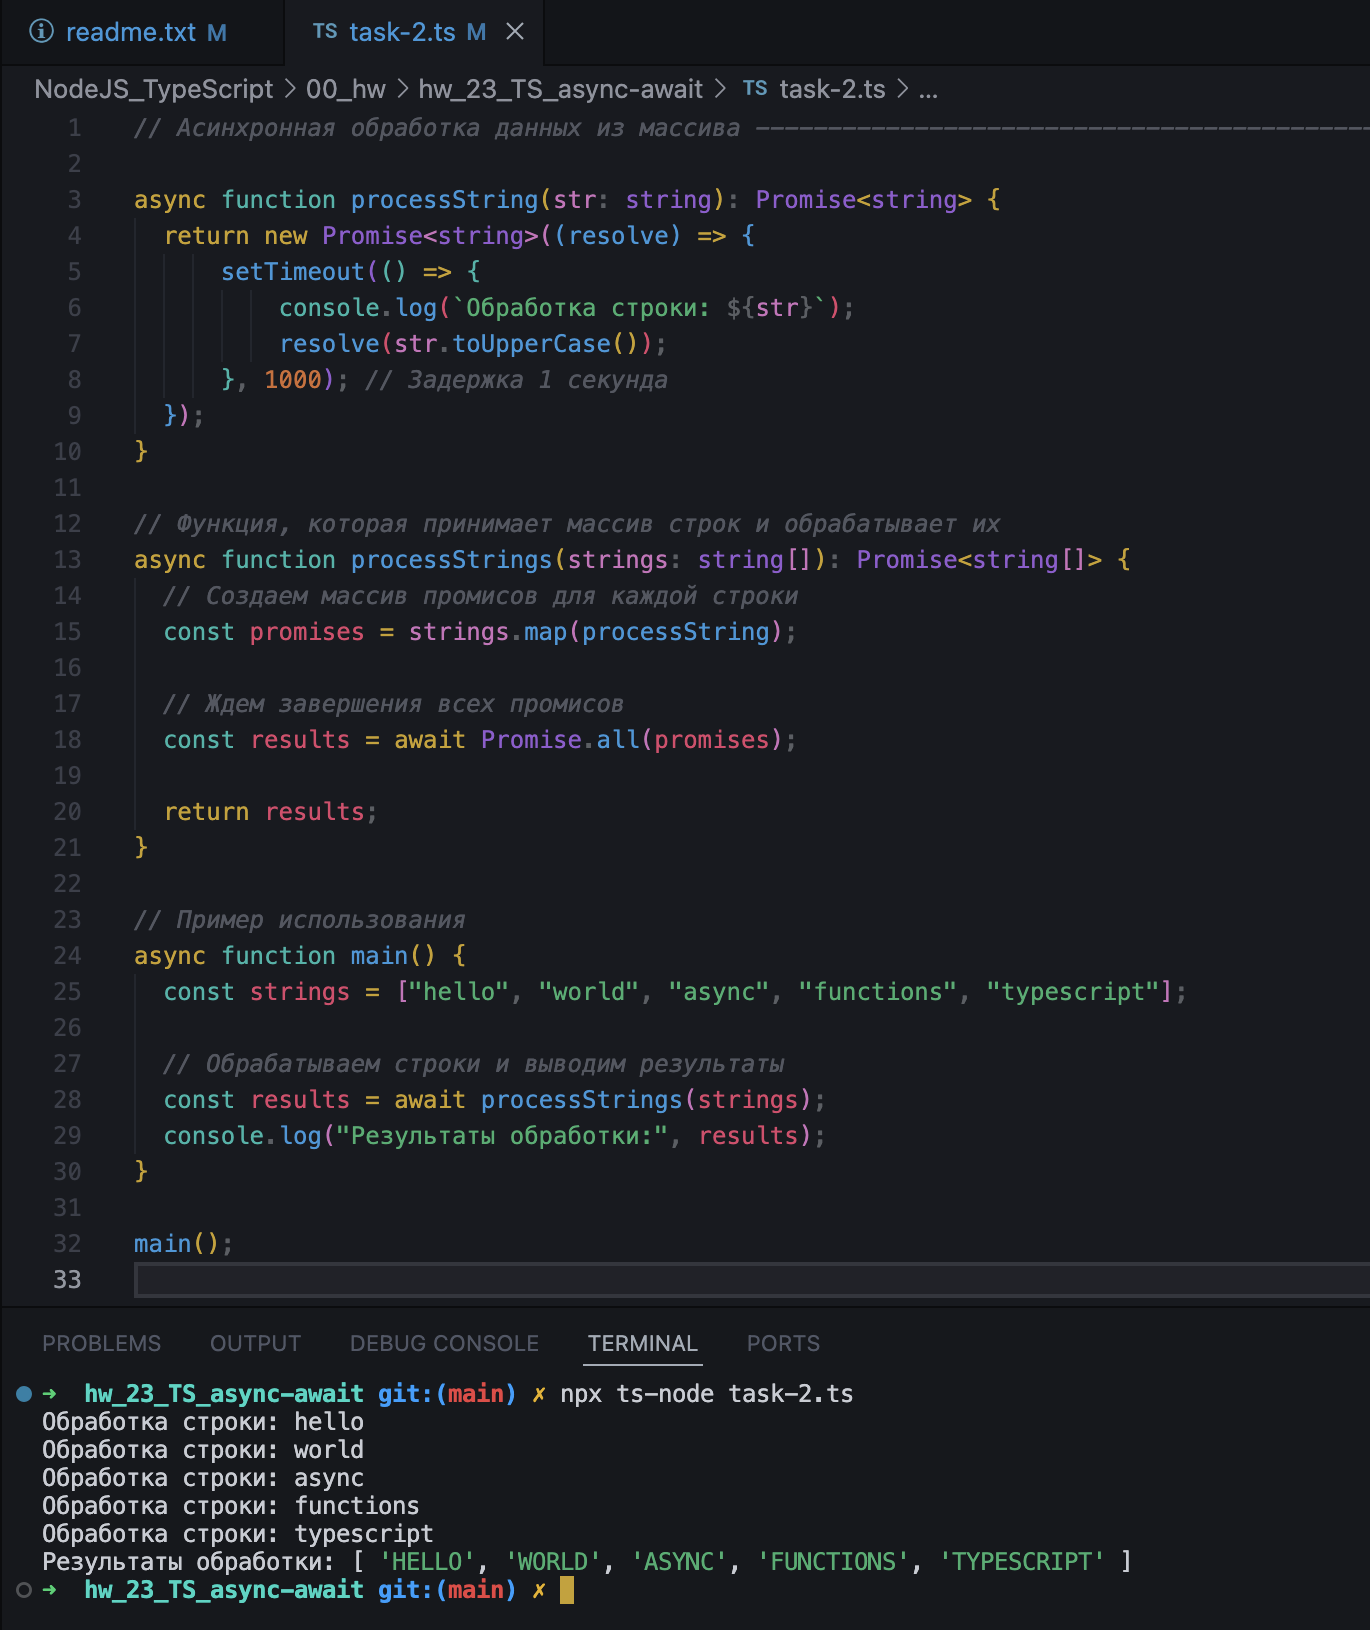 readme.txt M TS task-2.ts M
NodeJS_TypeScript > 00_hw > hw_23_TS_async-await > TS task-2.ts > ...
1 // Асинхронная обработка данных из массива ------------------------------------------
2
3 async function processString(str: string): Promise<string> {
4 return new Promise<string>((resolve) => {
5 setTimeout(() => {
6 console.log(`Обработка строки: ${str}`);
7 resolve(str.toUpperCase());
8 }, 1000); // Задержка 1 секунда
9 });
10 }
11
12 // Функция, которая принимает массив строк и обрабатывает их
13 async function processStrings(strings: string[]): Promise<string[]> {
14 // Создаем массив промисов для каждой строки
15 const promises = strings.map(processString);
16
17 // Ждем завершения всех промисов
18 const results = await Promise.all(promises);
19
20 return results;
21 }
22
23 // Пример использования
24 async function main() {
25 const strings = ["hello", "world", "async", "functions", "typescript"];
26
27 // Обрабатываем строки и выводим результаты
28 const results = await processStrings(strings);
29 console.log("Результаты обработки:", results);
30 }
31
32 main();
33
PROBLEMS OUTPUT DEBUG CONSOLE TERMINAL PORTS
➜ hw_23_TS_async-await git:(main) ✗ npx ts-node task-2.ts
Обработка строки: hello
Обработка строки: world
Обработка строки: async
Обработка строки: functions
Обработка строки: typescript
Результаты обработки: [ 'HELLO', 'WORLD', 'ASYNC', 'FUNCTIONS', 'TYPESCRIPT' ]
➜ hw_23_TS_async-await git:(main) ✗